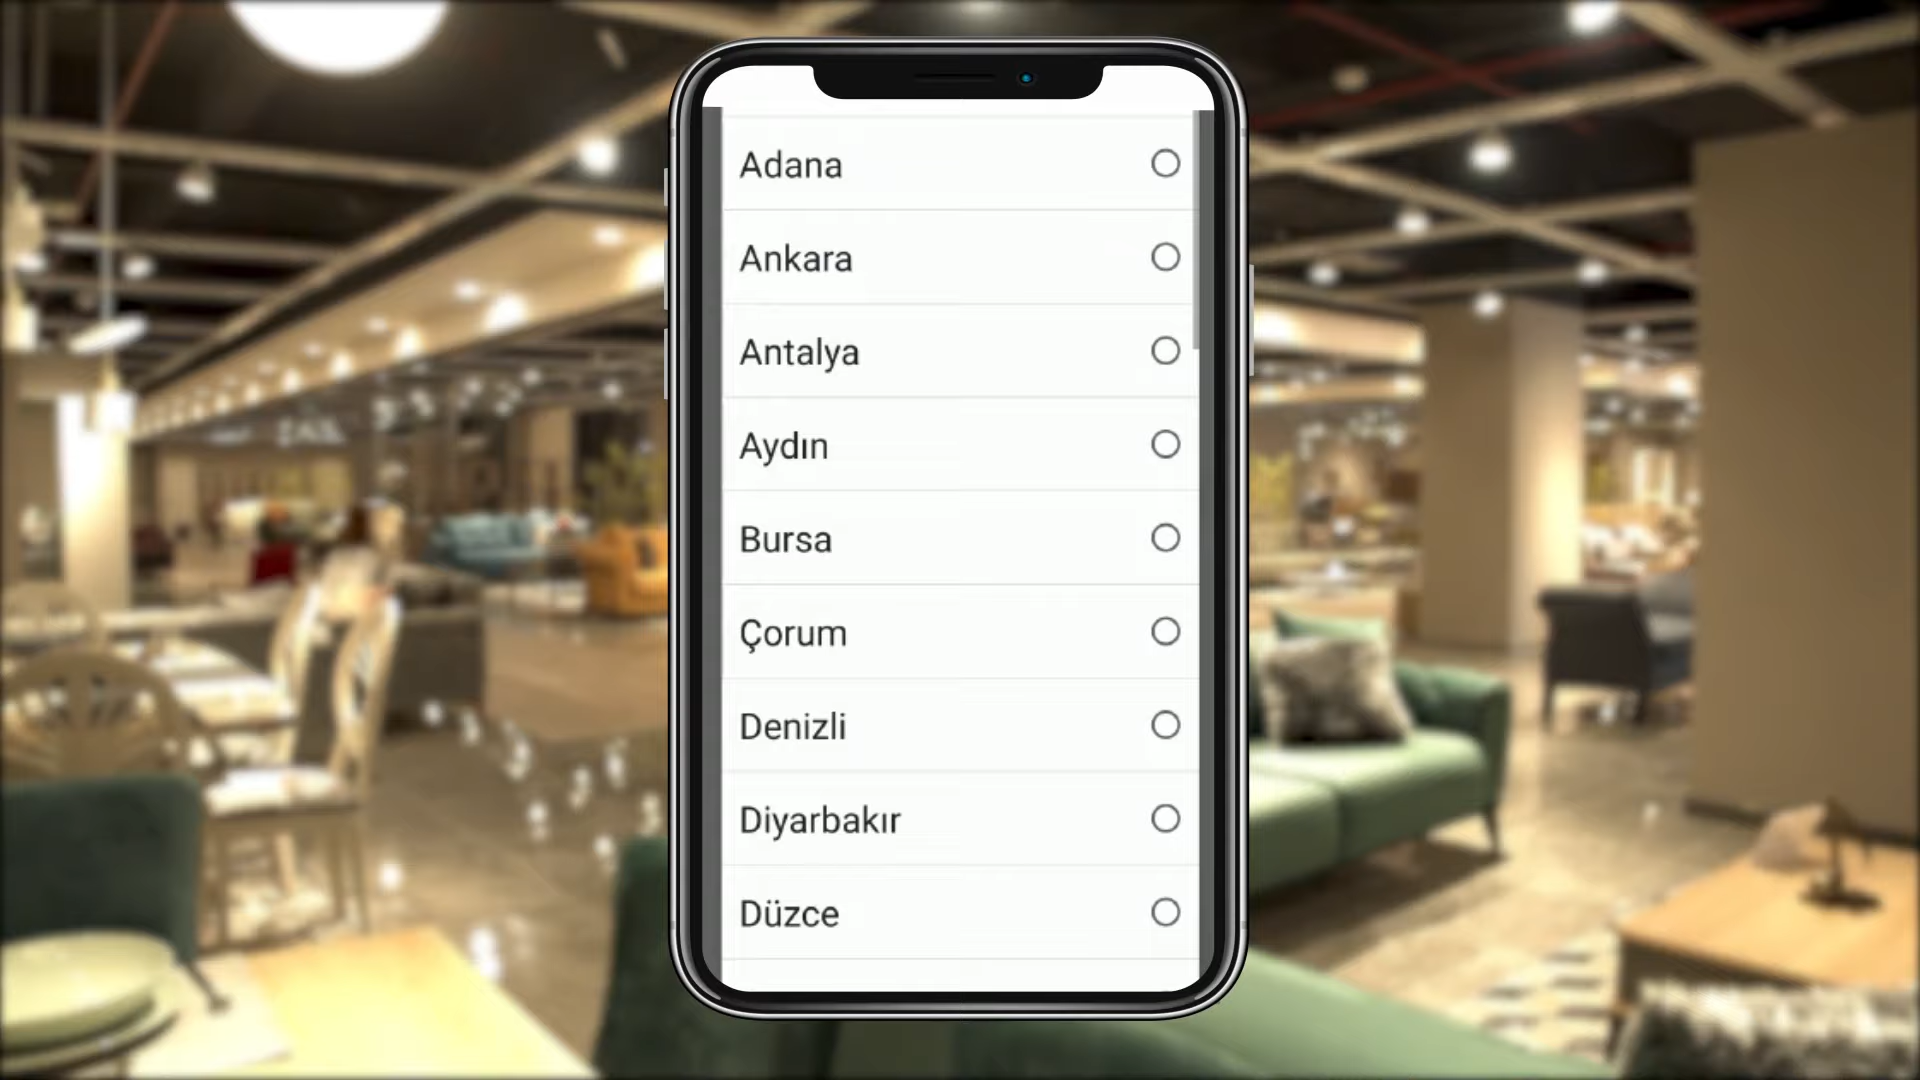 Adana
Ankara
Antalya
Aydın
Bursa
Çorum
Denizli
Diyarbakır
Düzce